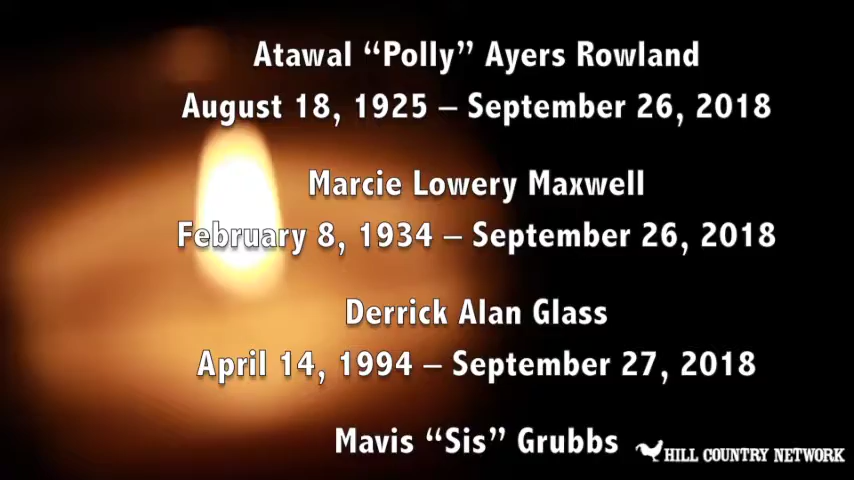 Atawal “Polly” Ayers Rowland
August 18, 1925 – September 26, 2018
Marcie Lowery Maxwell
February 8, 1934 – September 26, 2018
Derrick Alan Glass
April 14, 1994 – September 27, 2018
Mavis “Sis” Grubbs
HILL COUNTRY NETWORK